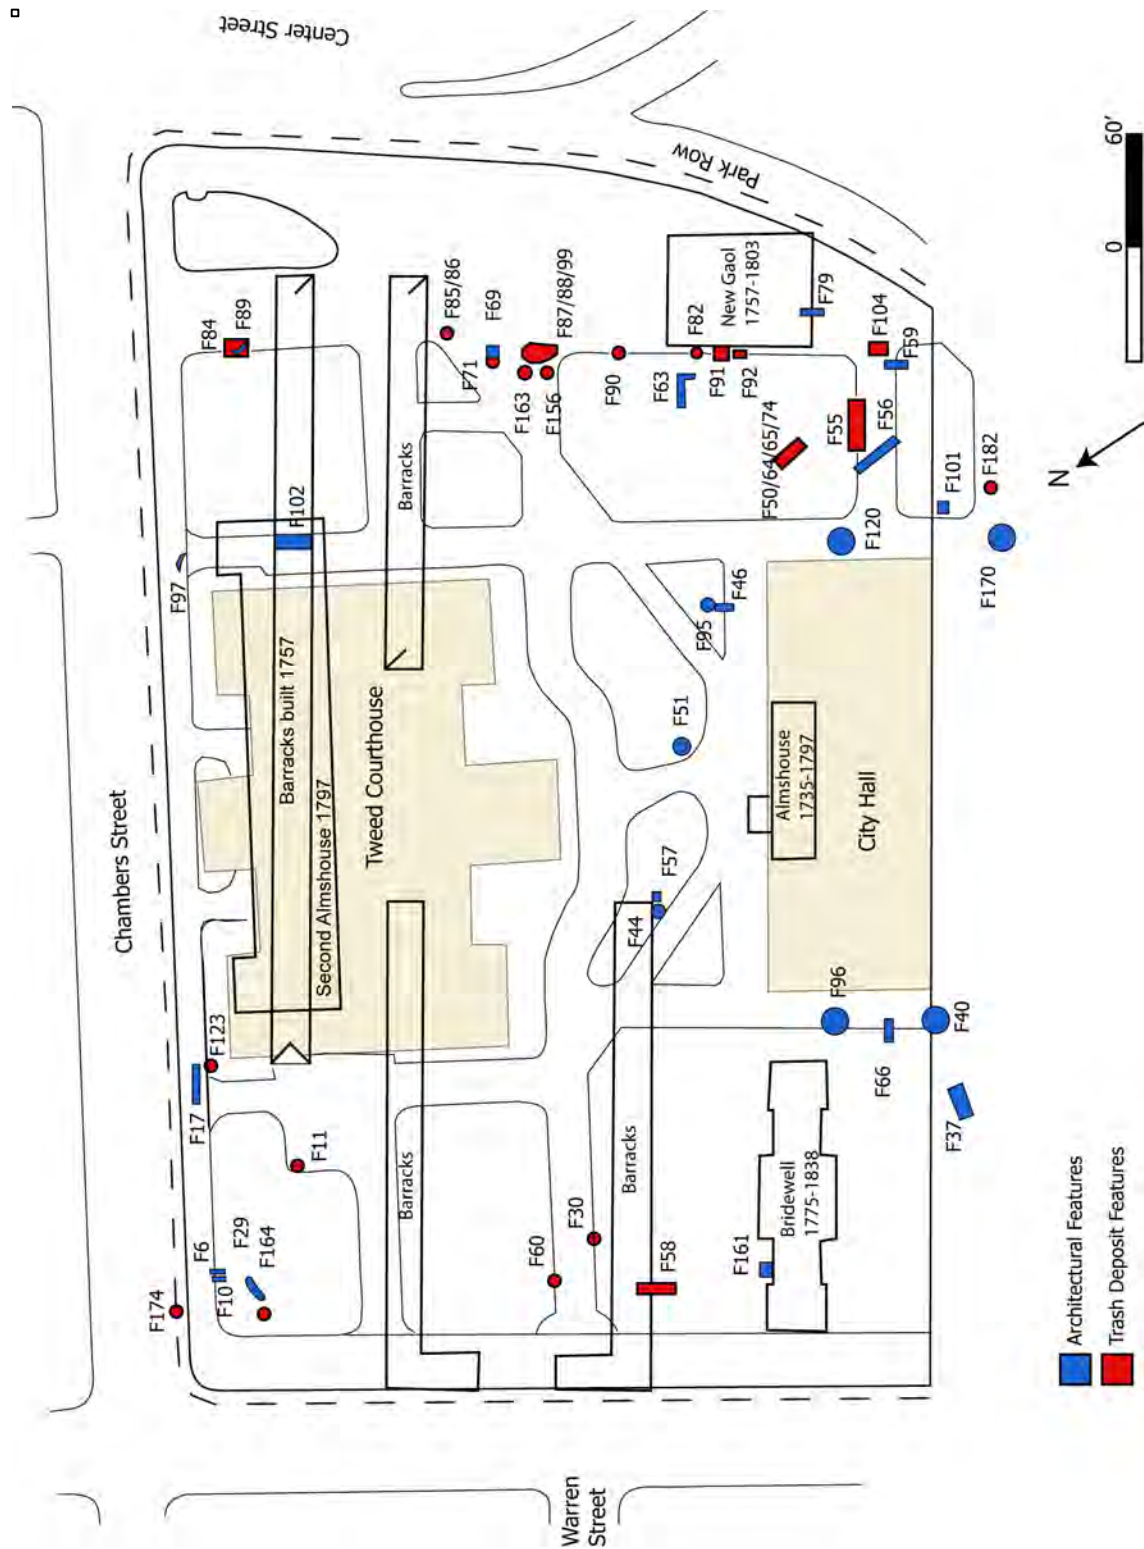 Center Street
Park Row
Chambers Street
Warren
Street
F84
F89
F85/86
F69
F71
F87/88/99
F163
F156
F90
F63
F82
F91
F92
New Gaol
1757-1803
F79
F104
F59
F50/64/65/74
F55
F56
F101
F182
F120
F170
F97
F102
Barracks
Barracks built 1757
Second Almshouse 1797
Tweed Courthouse
F95
F46
F51
Almshouse
1735-1797
City Hall
F57
F44
F96
F40
F66
F37
F123
F17
F11
F6
F10
F29
F164
F174
Barracks
Barracks
F30
F60
F58
F161
Bridewell
1775-1838
N
0
60'
Architectural Features
Trash Deposit Features